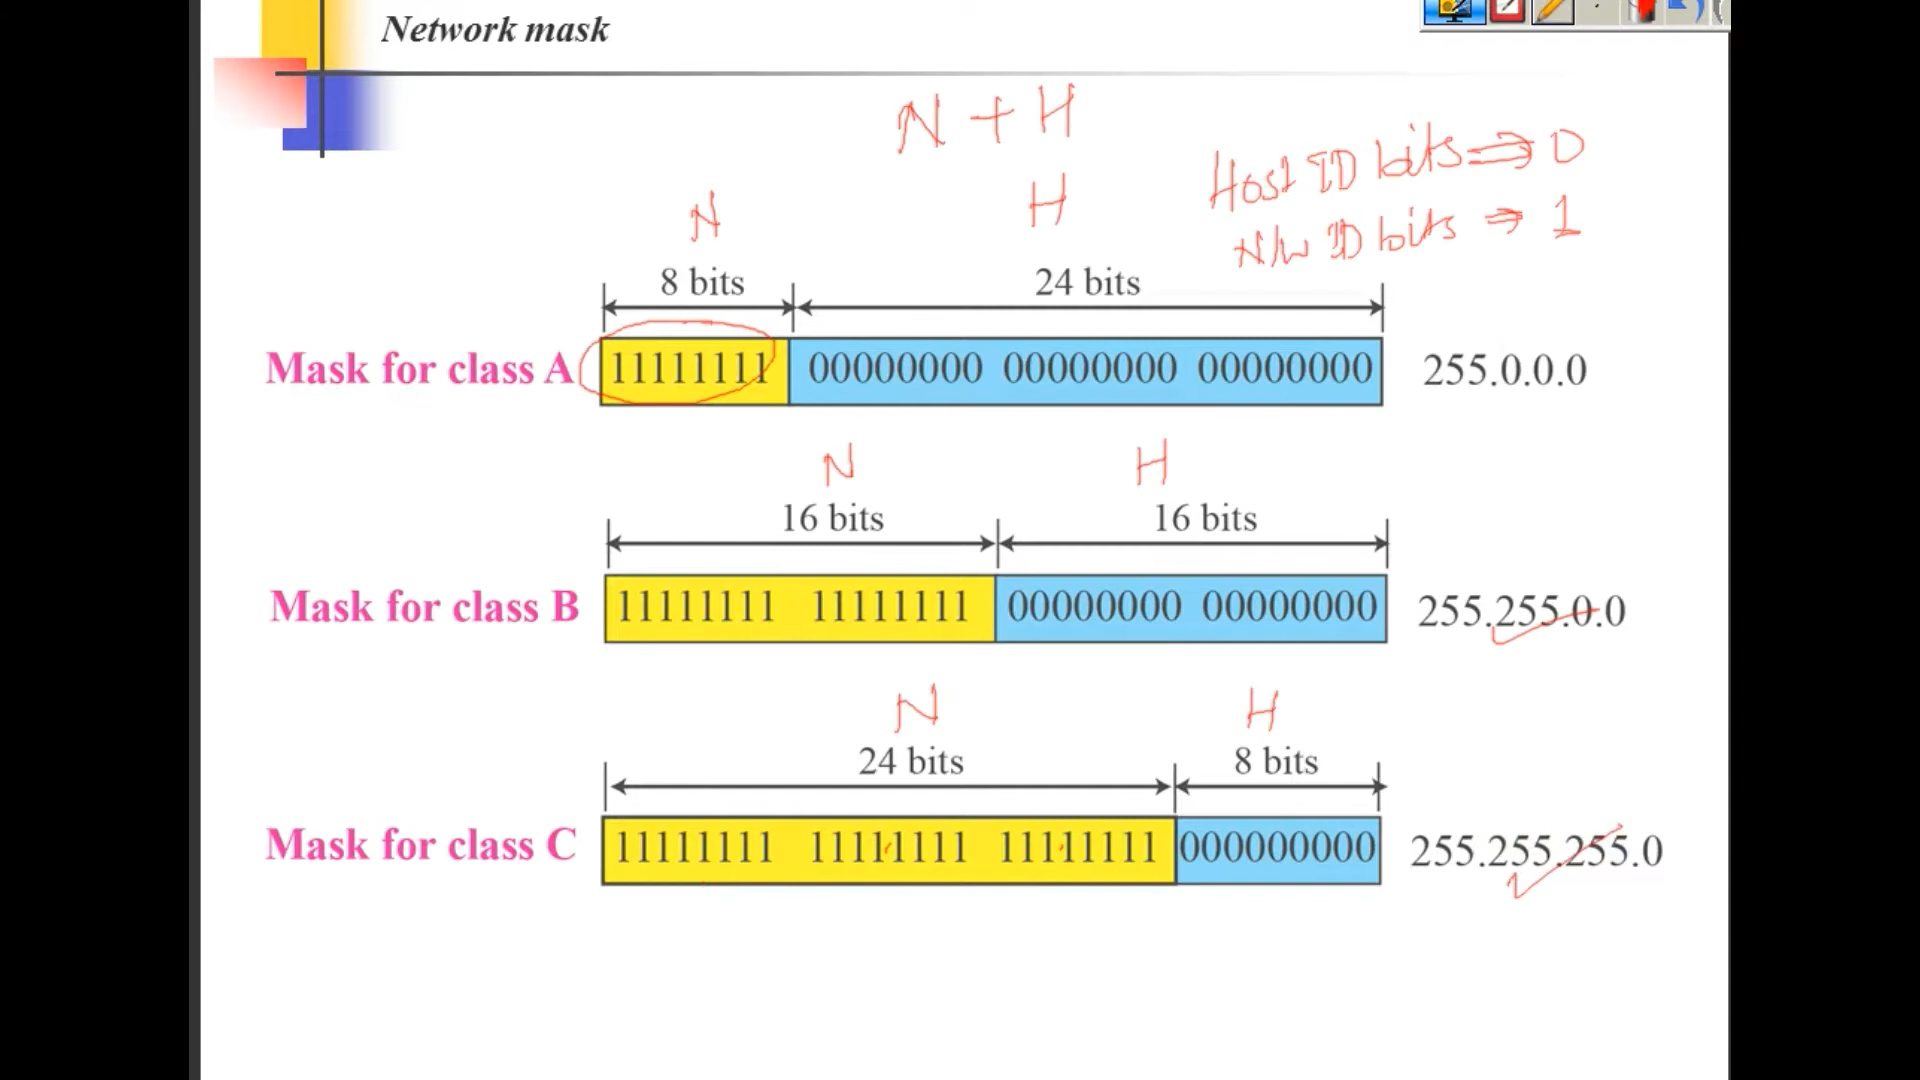 Network mask
N + H
Host ID bits ⇒ 0
N/w ID bits ⇒ 1
N H
8 bits 24 bits
Mask for class A 11111111 00000000 00000000 00000000 255.0.0.0
N H
16 bits 16 bits
Mask for class B 11111111 11111111 00000000 00000000 255.255.0.0
N H
24 bits 8 bits
Mask for class C 11111111 11111111 11111111 000000000 255.255.255.0